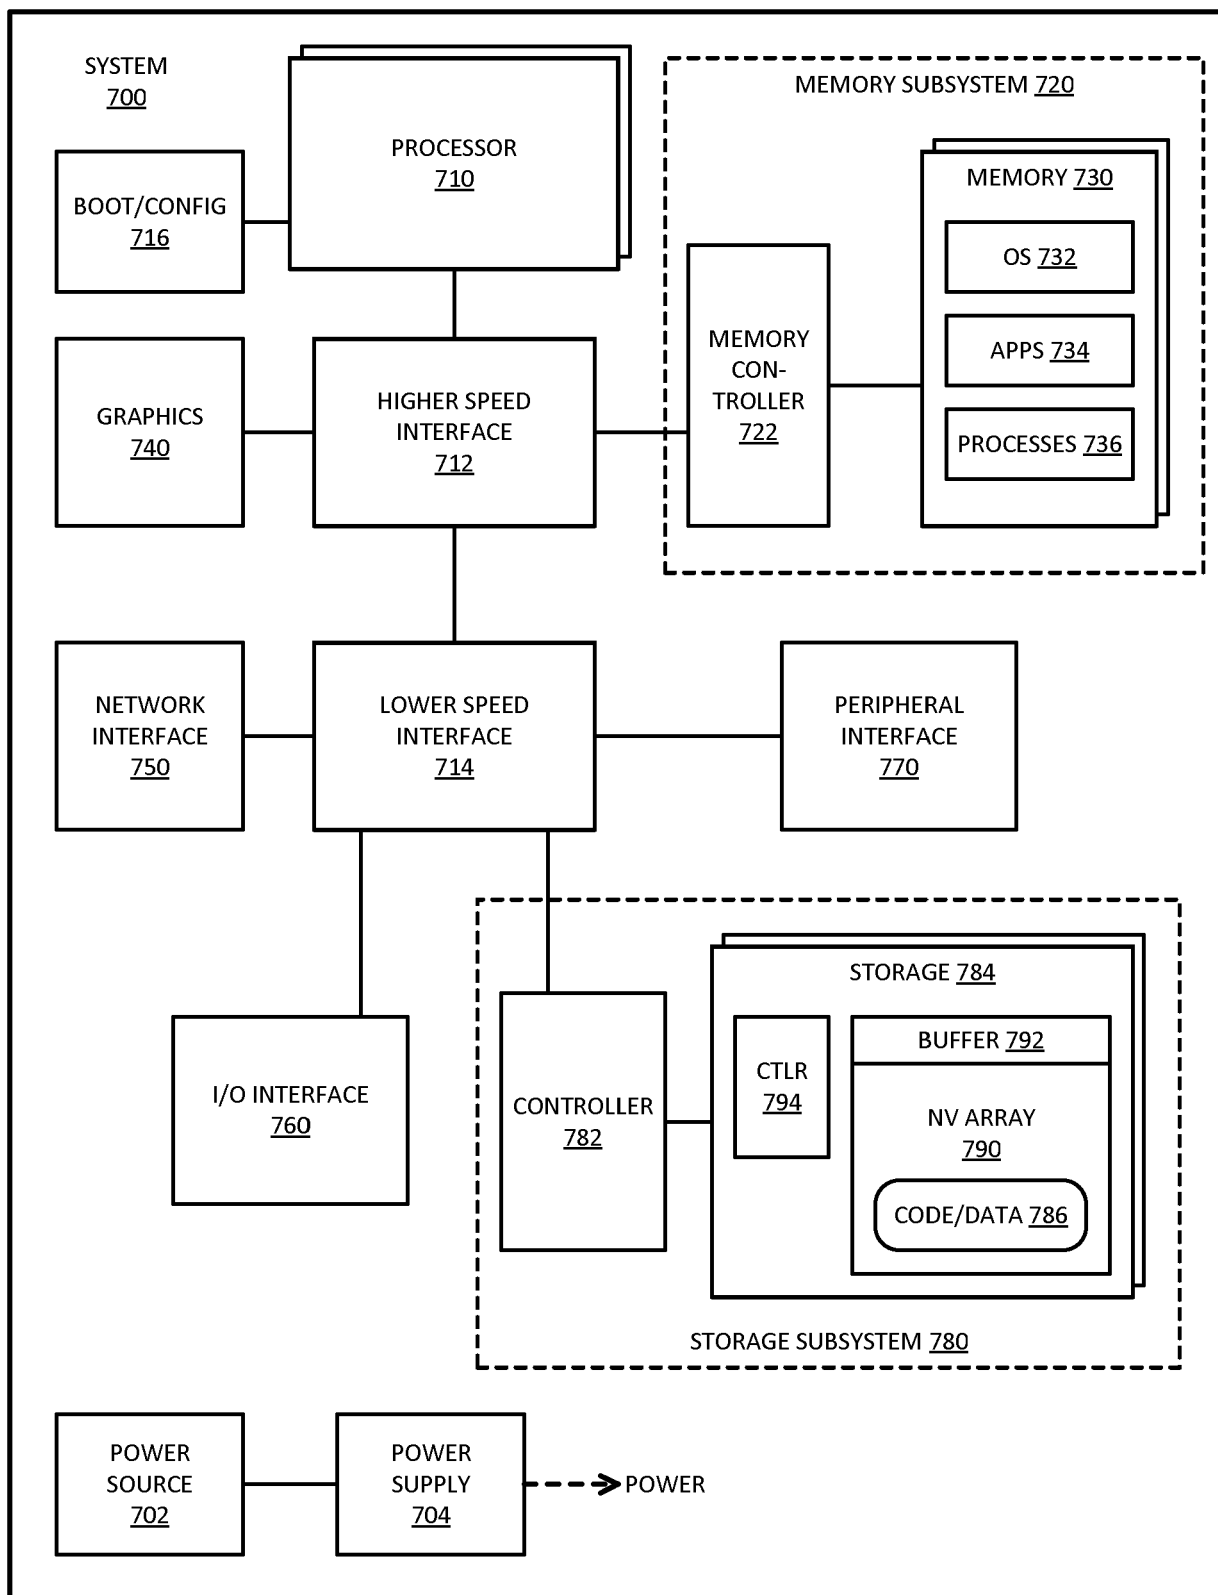 SYSTEM
700
PROCESSOR
710
BOOT/CONFIG
716
MEMORY SUBSYSTEM 720
MEMORY 730
OS 732
APPS 734
PROCESSES 736
MEMORY
CON-
TROLLER
722
GRAPHICS
740
HIGHER SPEED
INTERFACE
712
NETWORK
INTERFACE
750
LOWER SPEED
INTERFACE
714
PERIPHERAL
INTERFACE
770
I/O INTERFACE
760
CONTROLLER
782
STORAGE 784
CTLR
794
BUFFER 792
NV ARRAY
790
CODE/DATA 786
STORAGE SUBSYSTEM 780
POWER
SOURCE
702
POWER
SUPPLY
704
POWER